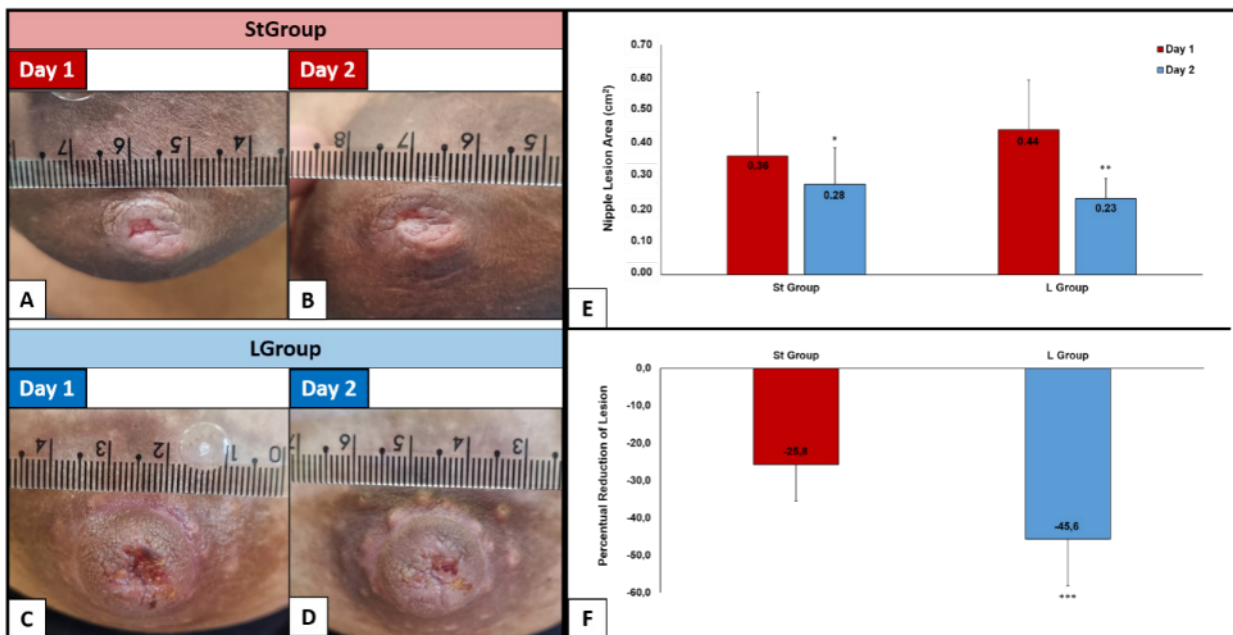 StGroup
Day 1
Day 2
7 6 5 4
8 7 6 5
A
B
LGroup
Day 1
Day 2
4 3 2 1 0
6 5 4 3
C
D
0.70
0.60
0.50
0.40
0.30
0.20
0.10
0.00
Nipple Lesion Area (cm²)
Day 1
Day 2
0.36
*
0.28
0.44
**
0.23
St Group
L Group
E
St Group
L Group
0,0
-10,0
-20,0
-30,0
-40,0
-50,0
-60,0
Percentual Reduction of Lesion
-25,8
-45,6
***
F